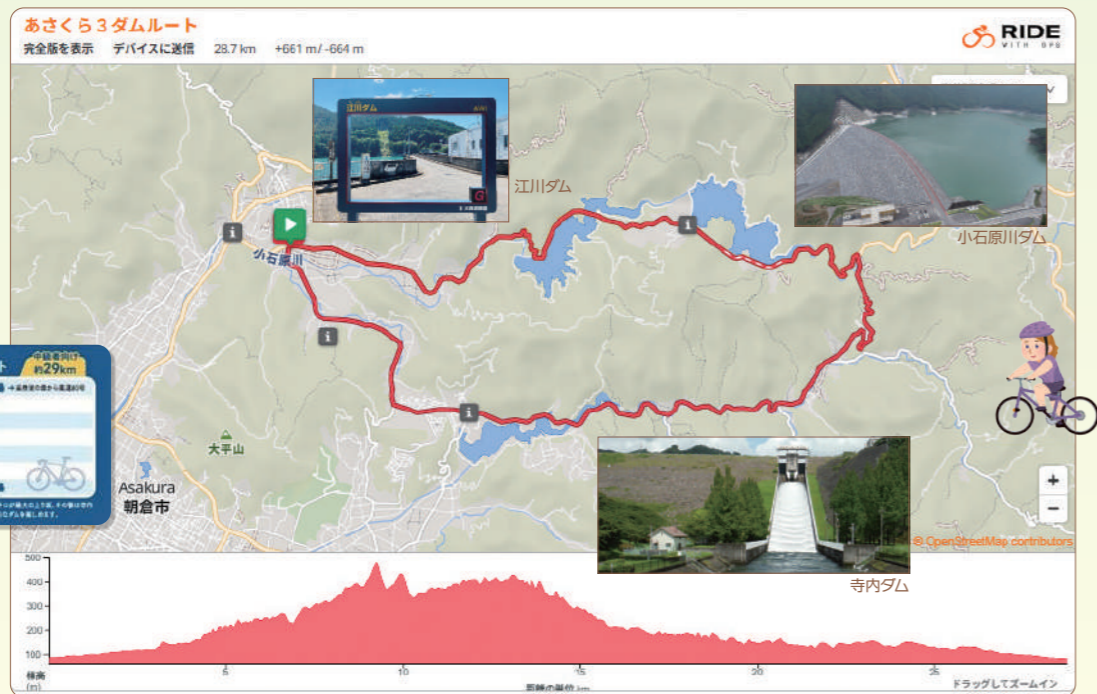 あさくら3ダムルート
完全版を表示 デバイスに送信 28.7 km +661 m/ -664 m
RIDE
WITH GPS
江川ダム
江川ダム
小石原川ダム
小石原川
中級者向け
約29km
大平山
Asakura
朝倉市
+
−
© OpenStreetMap contributors
寺内ダム
500
400
300
200
100
標高
(m)
5 10 15 20 25
距離の単位 km
ドラッグしてズームイン